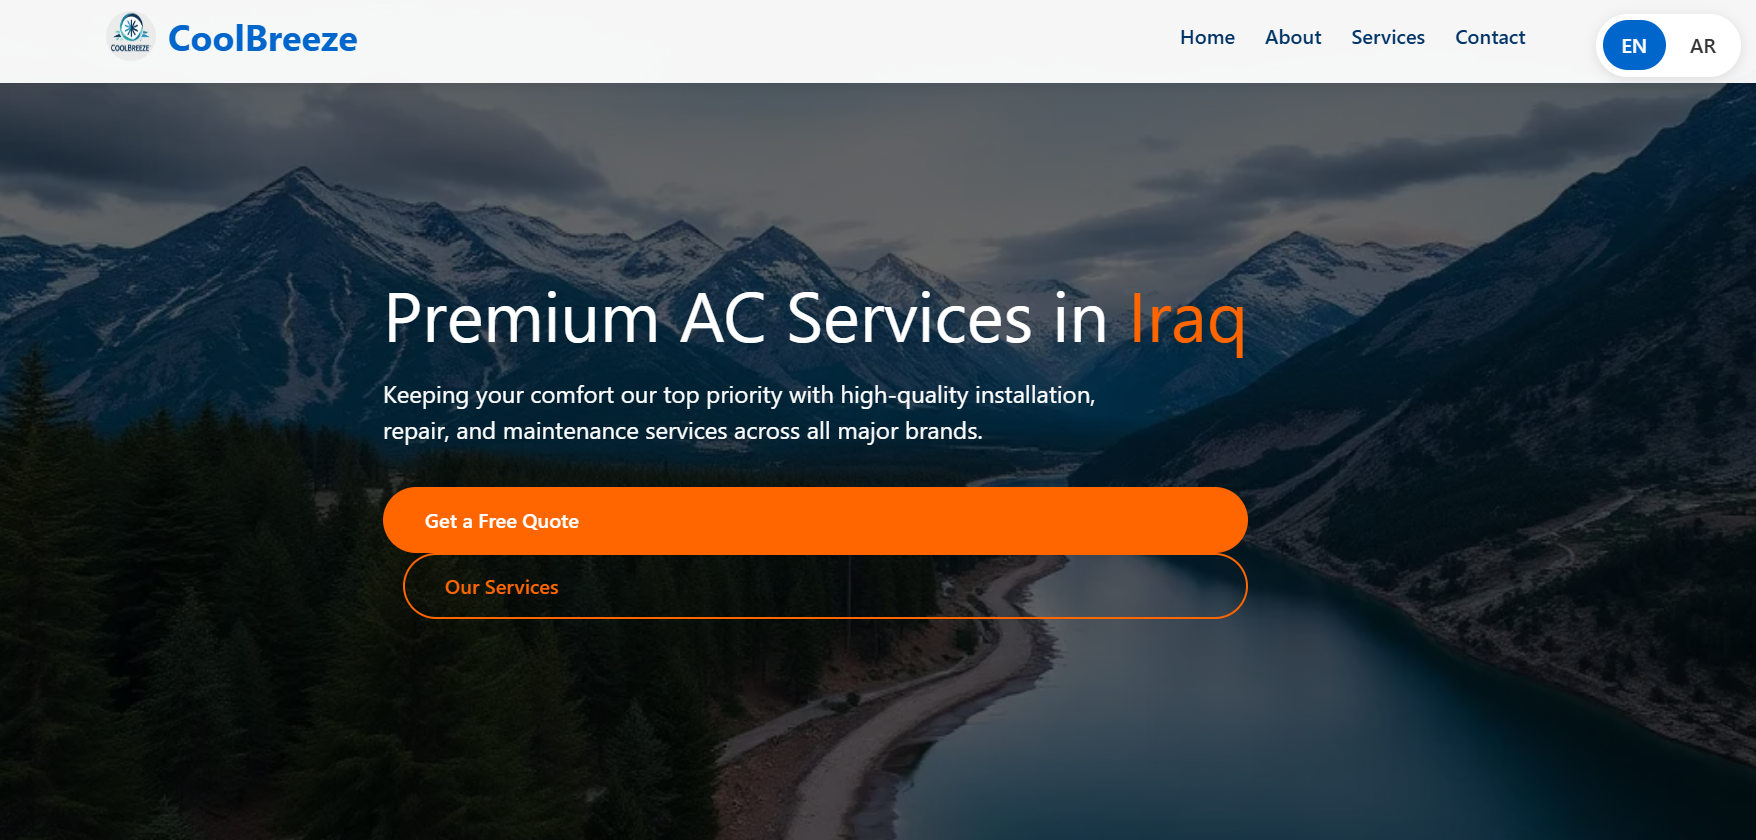 COOLBREEZE
CoolBreeze
Home
About
Services
Contact
EN
AR
Premium AC Services in Iraq
Keeping your comfort our top priority with high-quality installation,
repair, and maintenance services across all major brands.
Get a Free Quote
Our Services